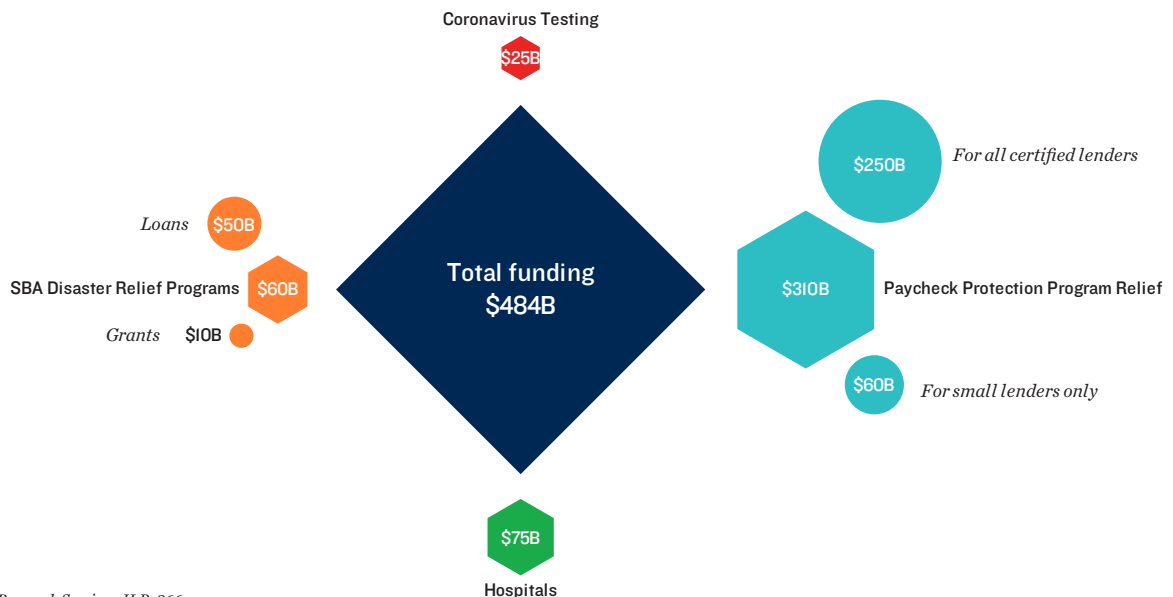 Coronavirus Testing
$25B
$250B
For all certified lenders
Loans
$50B
Total funding
$484B
SBA Disaster Relief Programs
$60B
$310B
Paycheck Protection Program Relief
Grants
$10B
$60B
For small lenders only
$75B
Hospitals